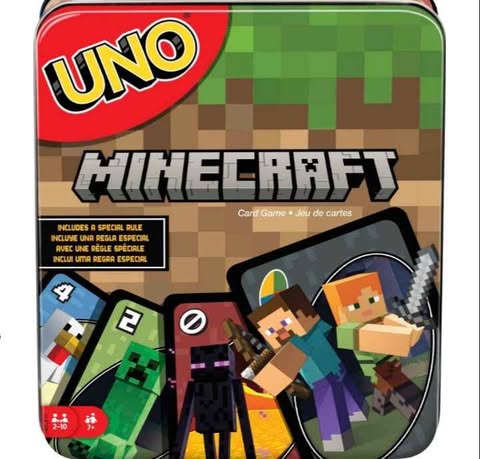 UNO
MINECRAFT
Card Game • Jeu de cartes
INCLUDES A SPECIAL RULE
INCLUYE UNA REGLA ESPECIAL
AVEC UNE RÈGLE SPÉCIALE
INCLUI UMA REGRA ESPECIAL
4
2
2-10
7+